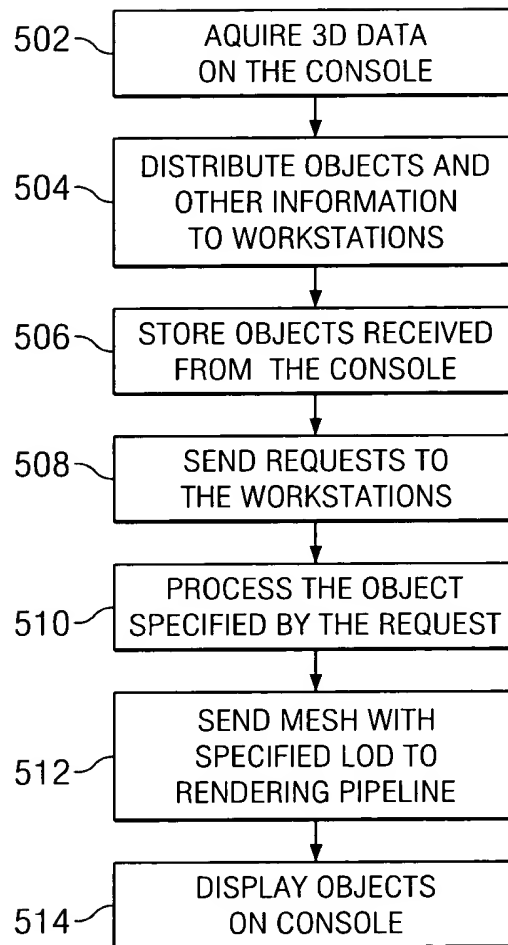 502
AQUIRE 3D DATA
ON THE CONSOLE
504
DISTRIBUTE OBJECTS AND
OTHER INFORMATION
TO WORKSTATIONS
506
STORE OBJECTS RECEIVED
FROM THE CONSOLE
508
SEND REQUESTS TO
THE WORKSTATIONS
510
PROCESS THE OBJECT
SPECIFIED BY THE REQUEST
512
SEND MESH WITH
SPECIFIED LOD TO
RENDERING PIPELINE
514
DISPLAY OBJECTS
ON CONSOLE